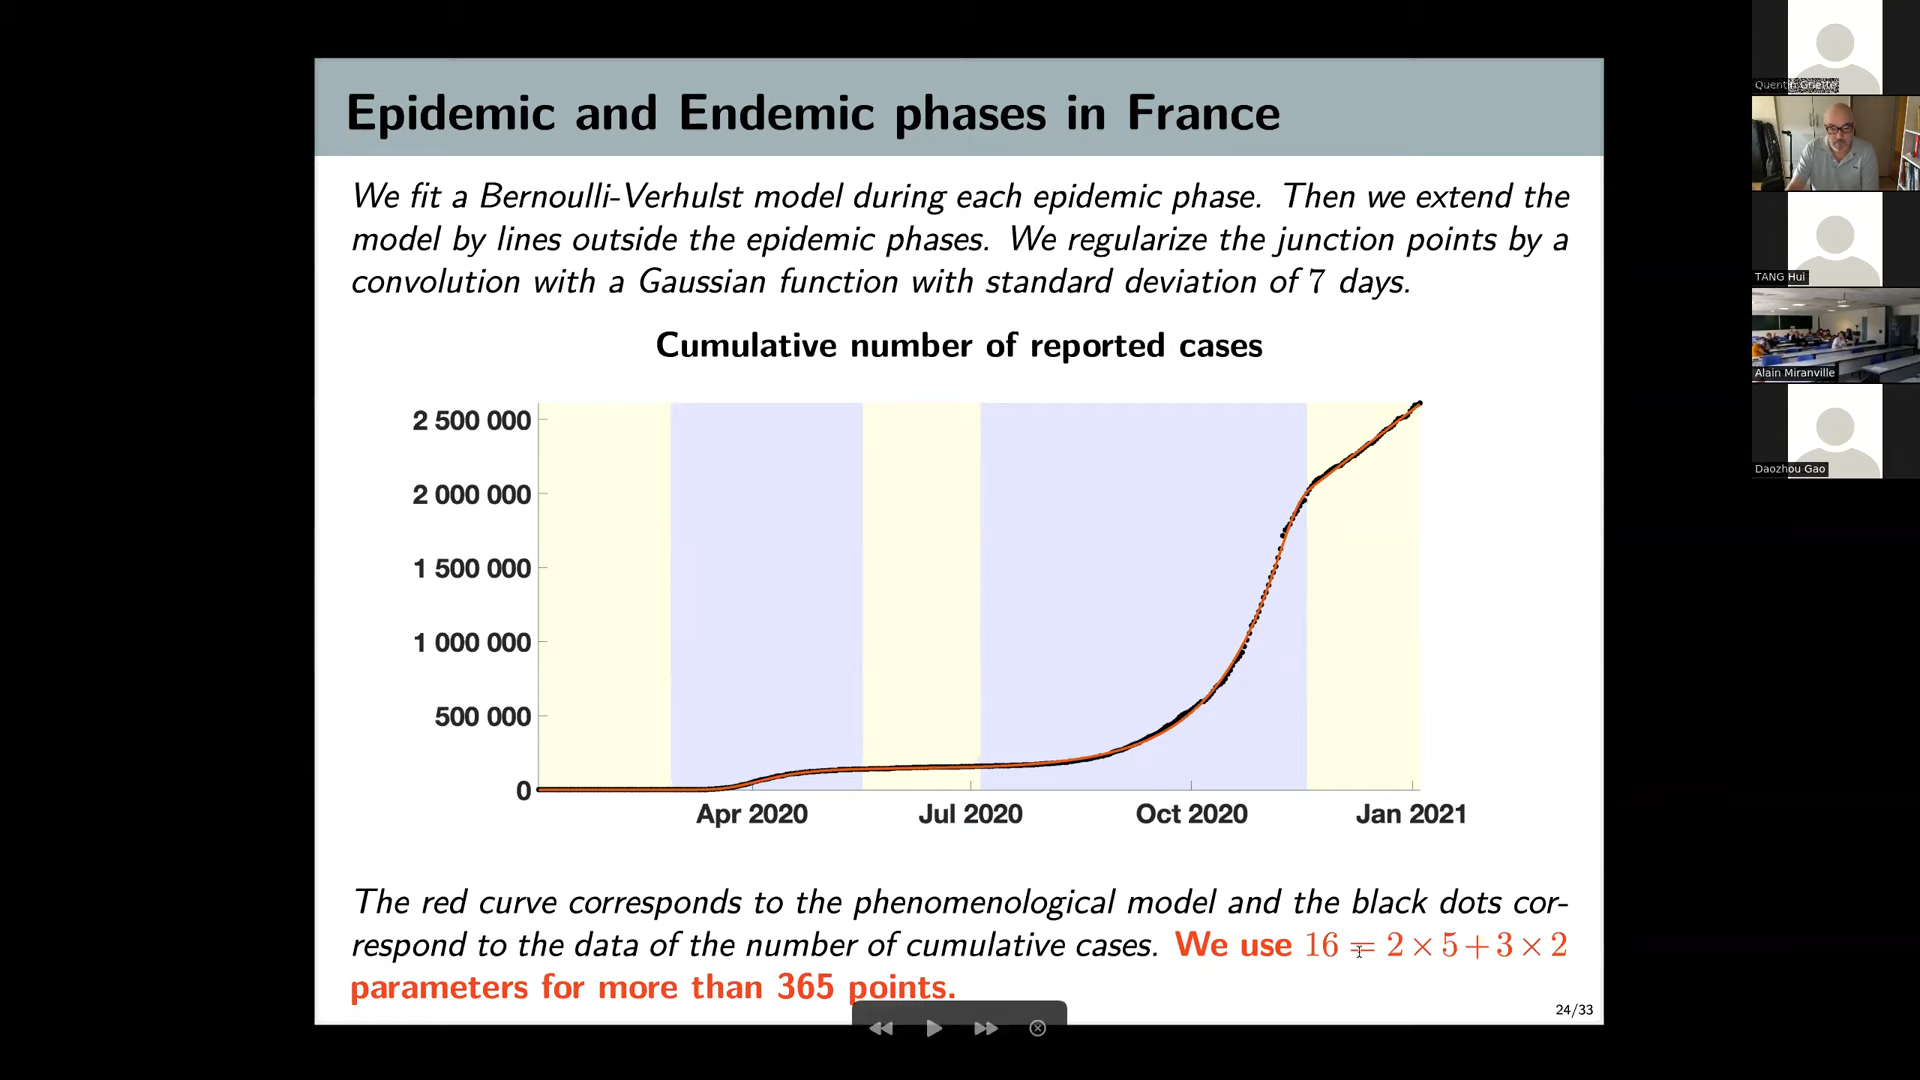 Epidemic and Endemic phases in France
We fit a Bernoulli-Verhulst model during each epidemic phase. Then we extend the
model by lines outside the epidemic phases. We regularize the junction points by a
convolution with a Gaussian function with standard deviation of 7 days.
Cumulative number of reported cases
2 500 000
2 000 000
1 500 000
1 000 000
500 000
0
Apr 2020
Jul 2020
Oct 2020
Jan 2021
The red curve corresponds to the phenomenological model and the black dots cor-
respond to the data of the number of cumulative cases. We use 16 = 2 × 5 + 3 × 2
parameters for more than 365 points.
24/33
TANG Hui
Alain Miranville
Daozhou Gao